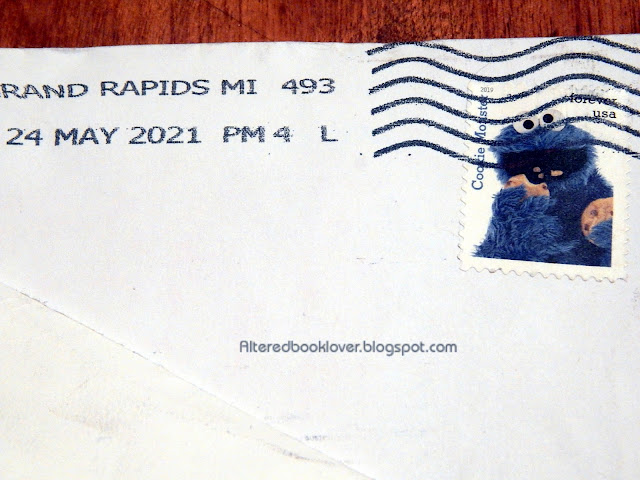 RAND RAPIDS MI 493
24 MAY 2021 PM 4 L
2019
forever
usa
Cookie Monster
Alteredbooklover.blogspot.com